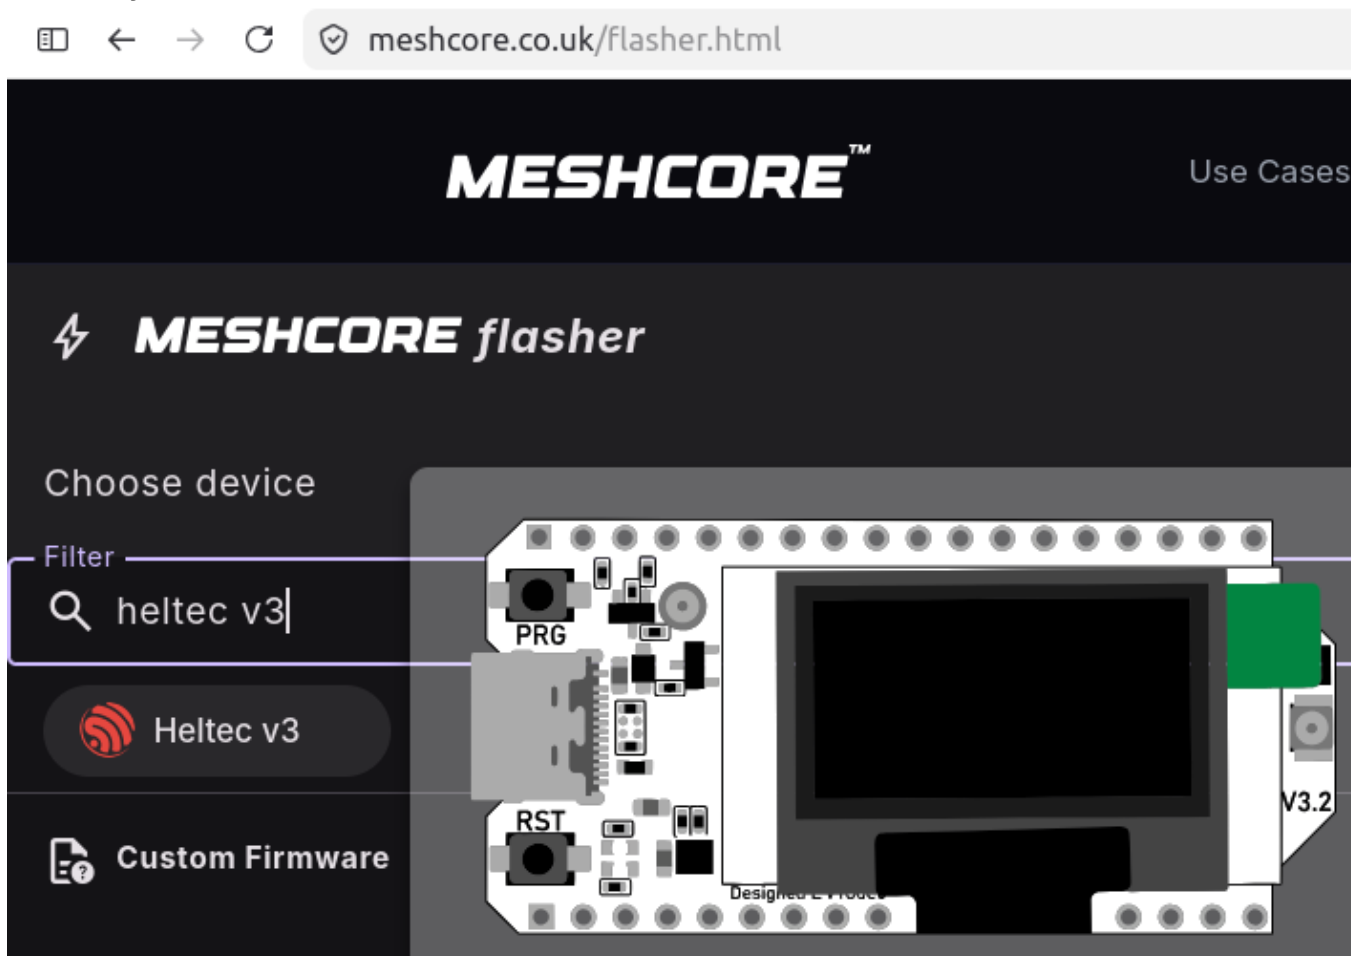 meshcore.co.uk/flasher.html
MESHCORE™
Use Cases
MESHCORE flasher
Choose device
Filter
heltec v3
PRG
Heltec v3
V3.2
RST
Custom Firmware